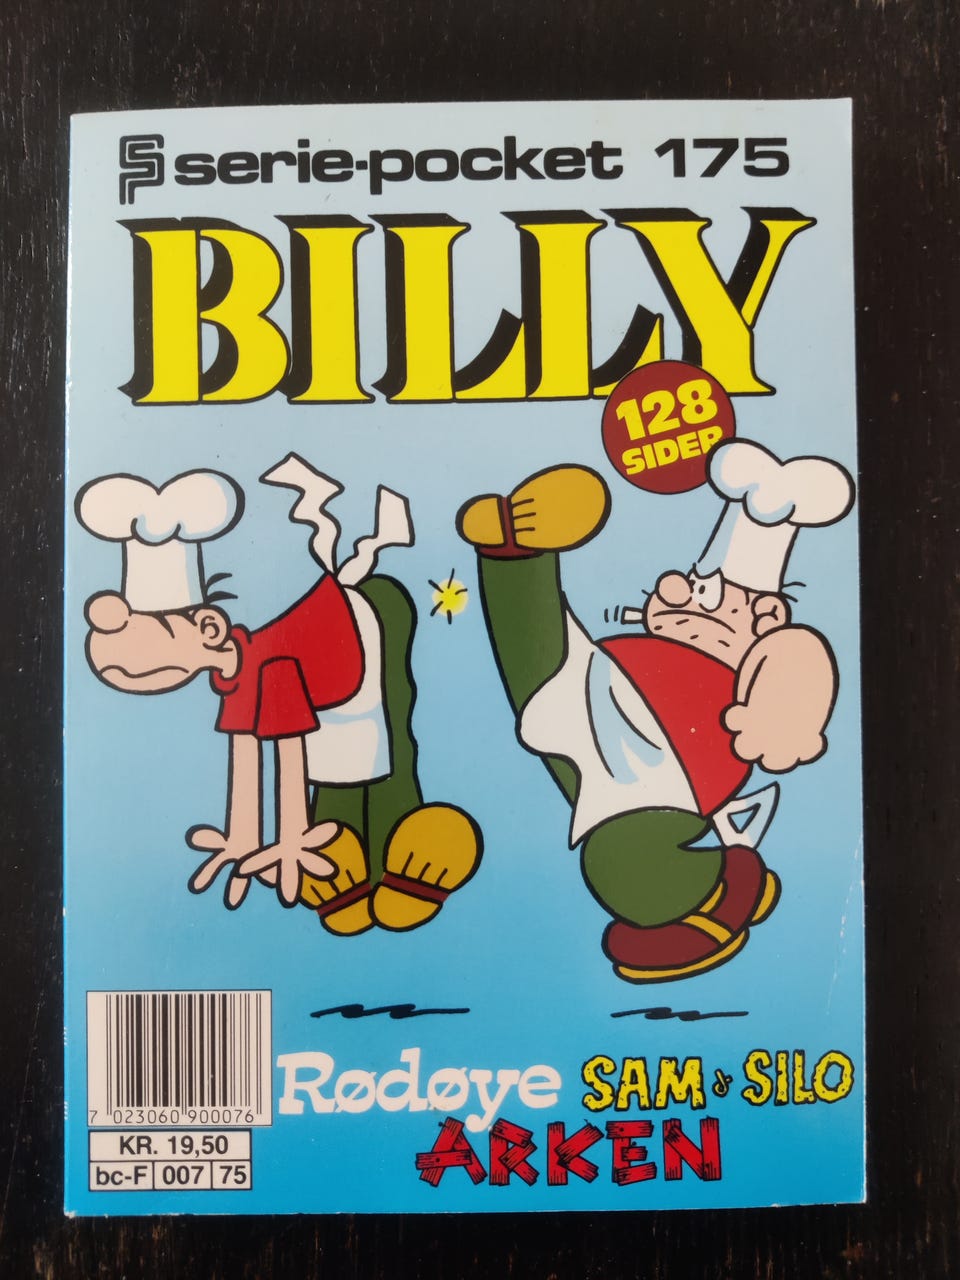 serie-pocket 175
BILLY
128
SIDER
7 023060 900076
KR. 19,50
bc-F 007 75
Rødøye
SAM & SILO
ARKEN